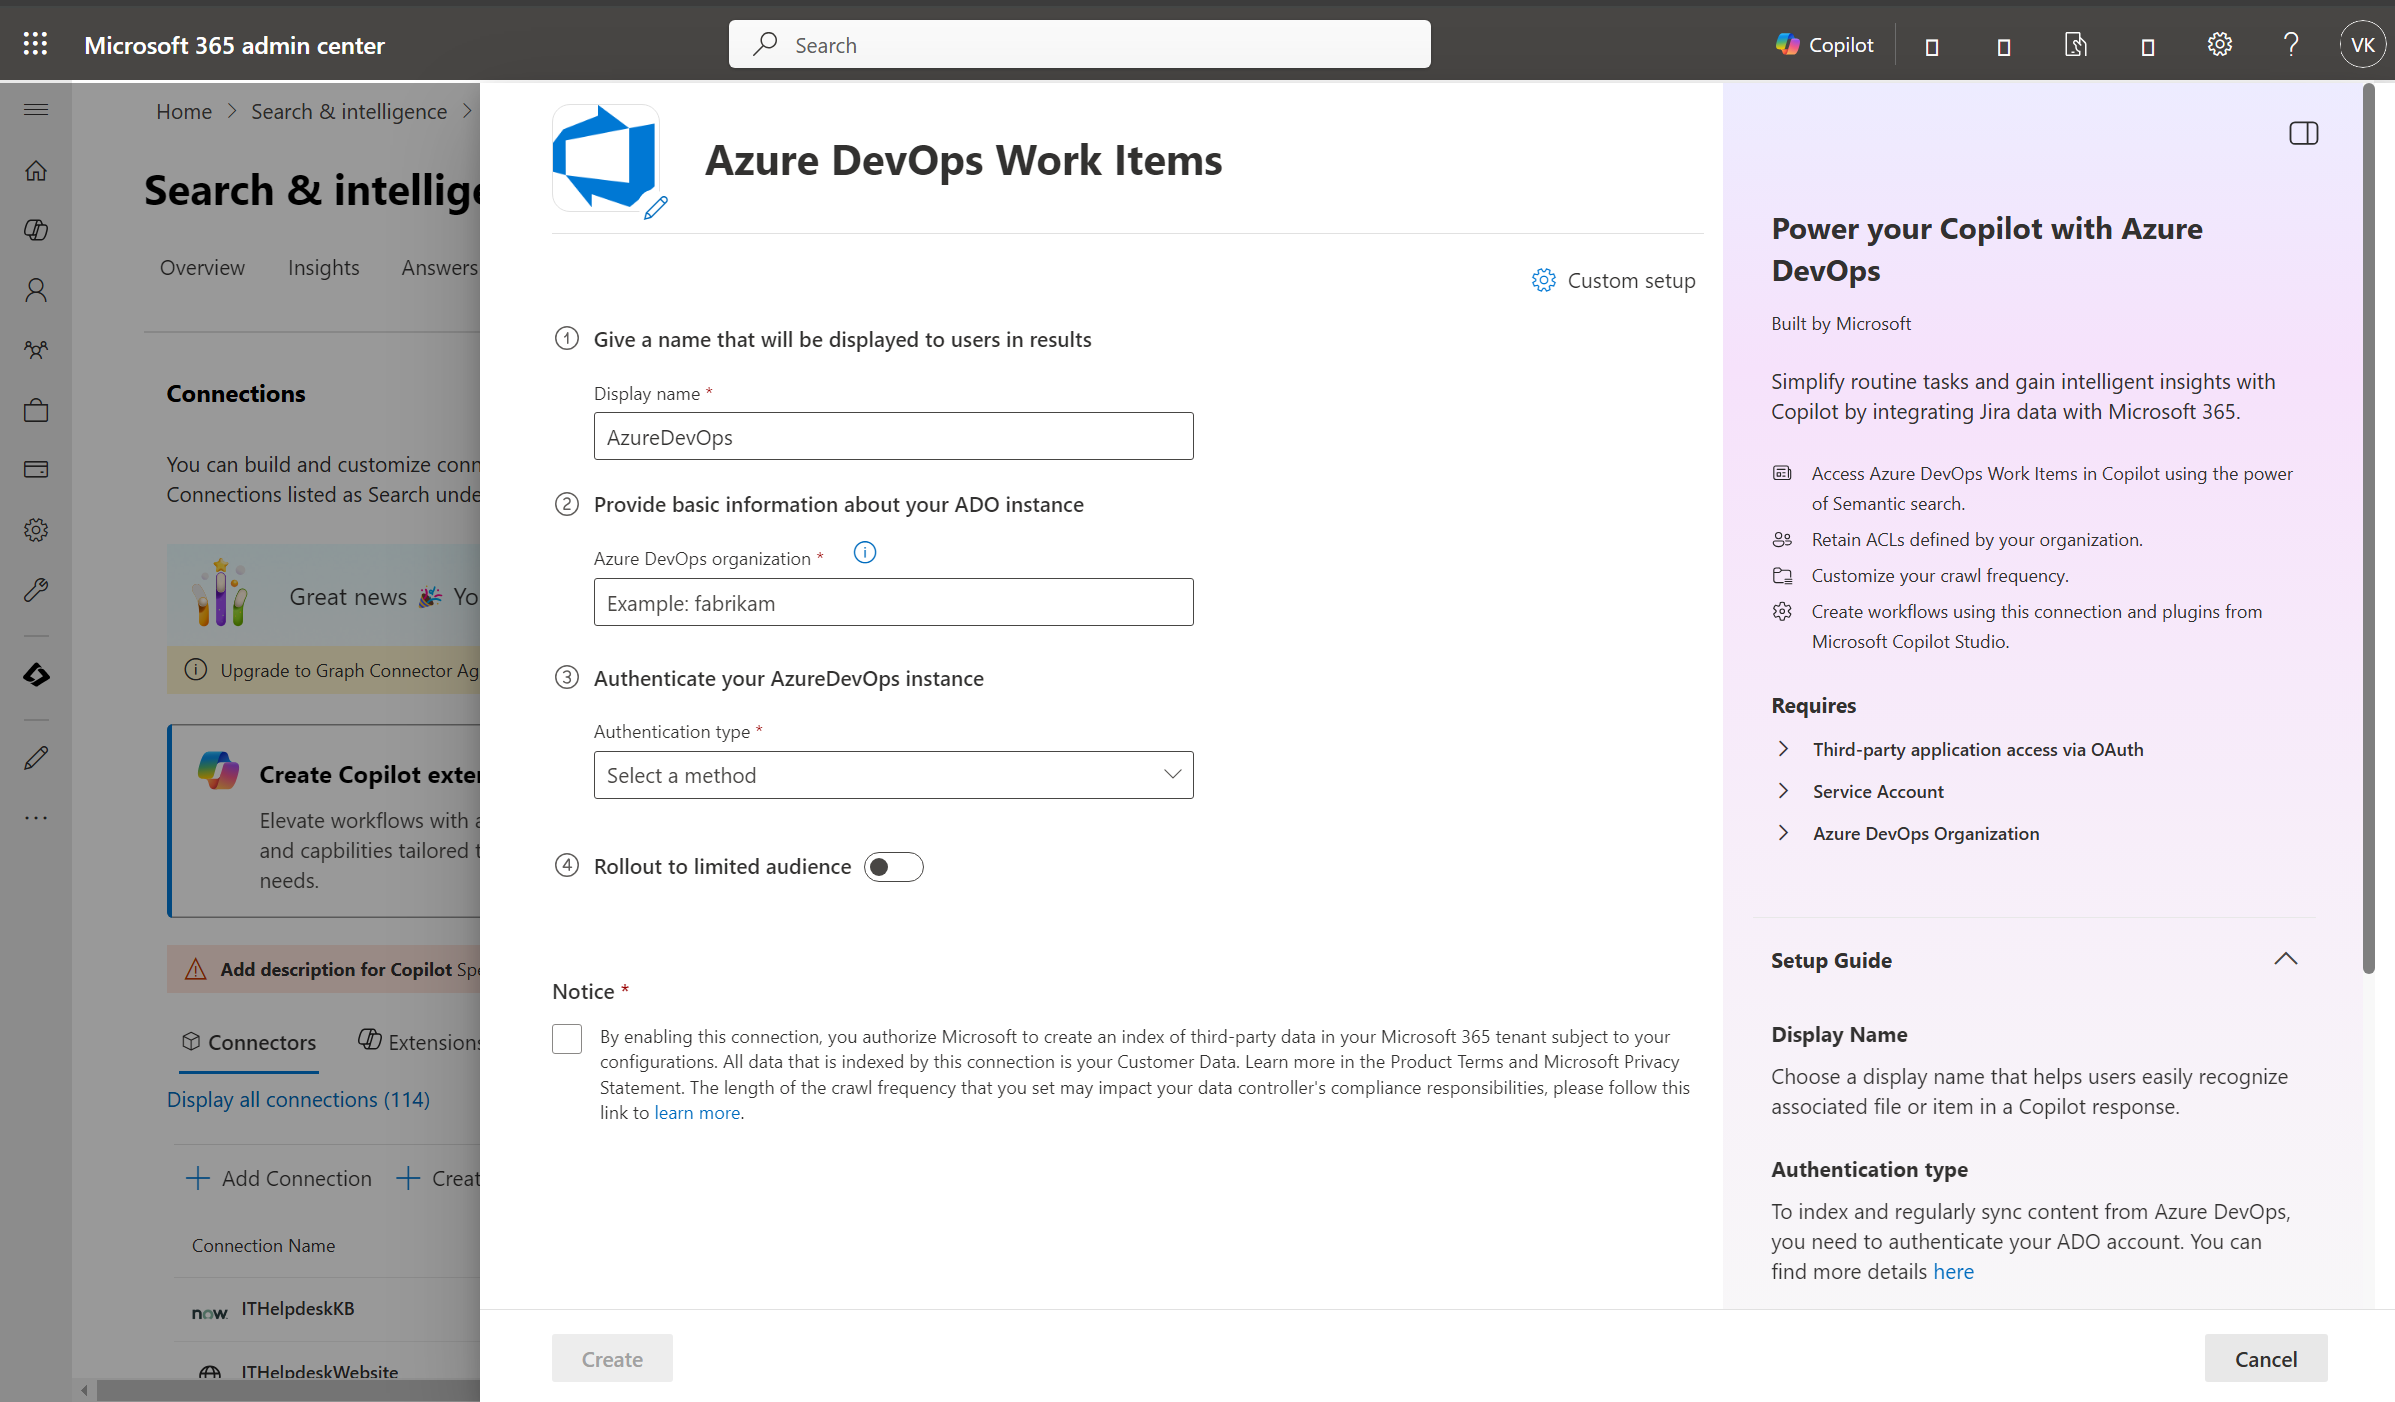 Microsoft 365 admin center
Search
Copilot
VK
Home
Search & intelligence
Search & intellige
Overview
Insights
Answers
Connections
You can build and customize conn
Connections listed as Search unde
Great news 🎉 Yo
Upgrade to Graph Connector Ag
Create Copilot exter
Elevate workflows with a
and capbilities tailored t
needs.
Add description for Copilot Spe
Connectors
Extensions
Display all connections (114)
Add Connection
Creat
Connection Name
now.
ITHelpdeskKB
ITHelpdeskWebsite
Azure DevOps Work Items
Custom setup
1 Give a name that will be displayed to users in results
Display name *
AzureDevOps
2 Provide basic information about your ADO instance
Azure DevOps organization *
Example: fabrikam
3 Authenticate your AzureDevOps instance
Authentication type *
Select a method
4 Rollout to limited audience
Notice *
By enabling this connection, you authorize Microsoft to create an index of third-party data in your Microsoft 365 tenant subject to your
configurations. All data that is indexed by this connection is your Customer Data. Learn more in the Product Terms and Microsoft Privacy
Statement. The length of the crawl frequency that you set may impact your data controller's compliance responsibilities, please follow this
link to learn more.
Create
Cancel
Power your Copilot with Azure
DevOps
Built by Microsoft
Simplify routine tasks and gain intelligent insights with
Copilot by integrating Jira data with Microsoft 365.
Access Azure DevOps Work Items in Copilot using the power
of Semantic search.
Retain ACLs defined by your organization.
Customize your crawl frequency.
Create workflows using this connection and plugins from
Microsoft Copilot Studio.
Requires
Third-party application access via OAuth
Service Account
Azure DevOps Organization
Setup Guide
Display Name
Choose a display name that helps users easily recognize
associated file or item in a Copilot response.
Authentication type
To index and regularly sync content from Azure DevOps,
you need to authenticate your ADO account. You can
find more details here